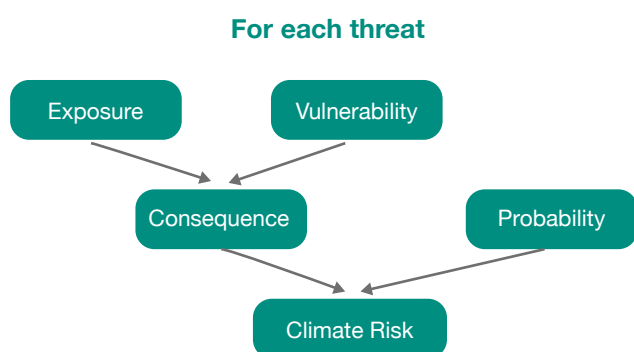 For each threat
Exposure
Vulnerability
Consequence
Probability
Climate Risk